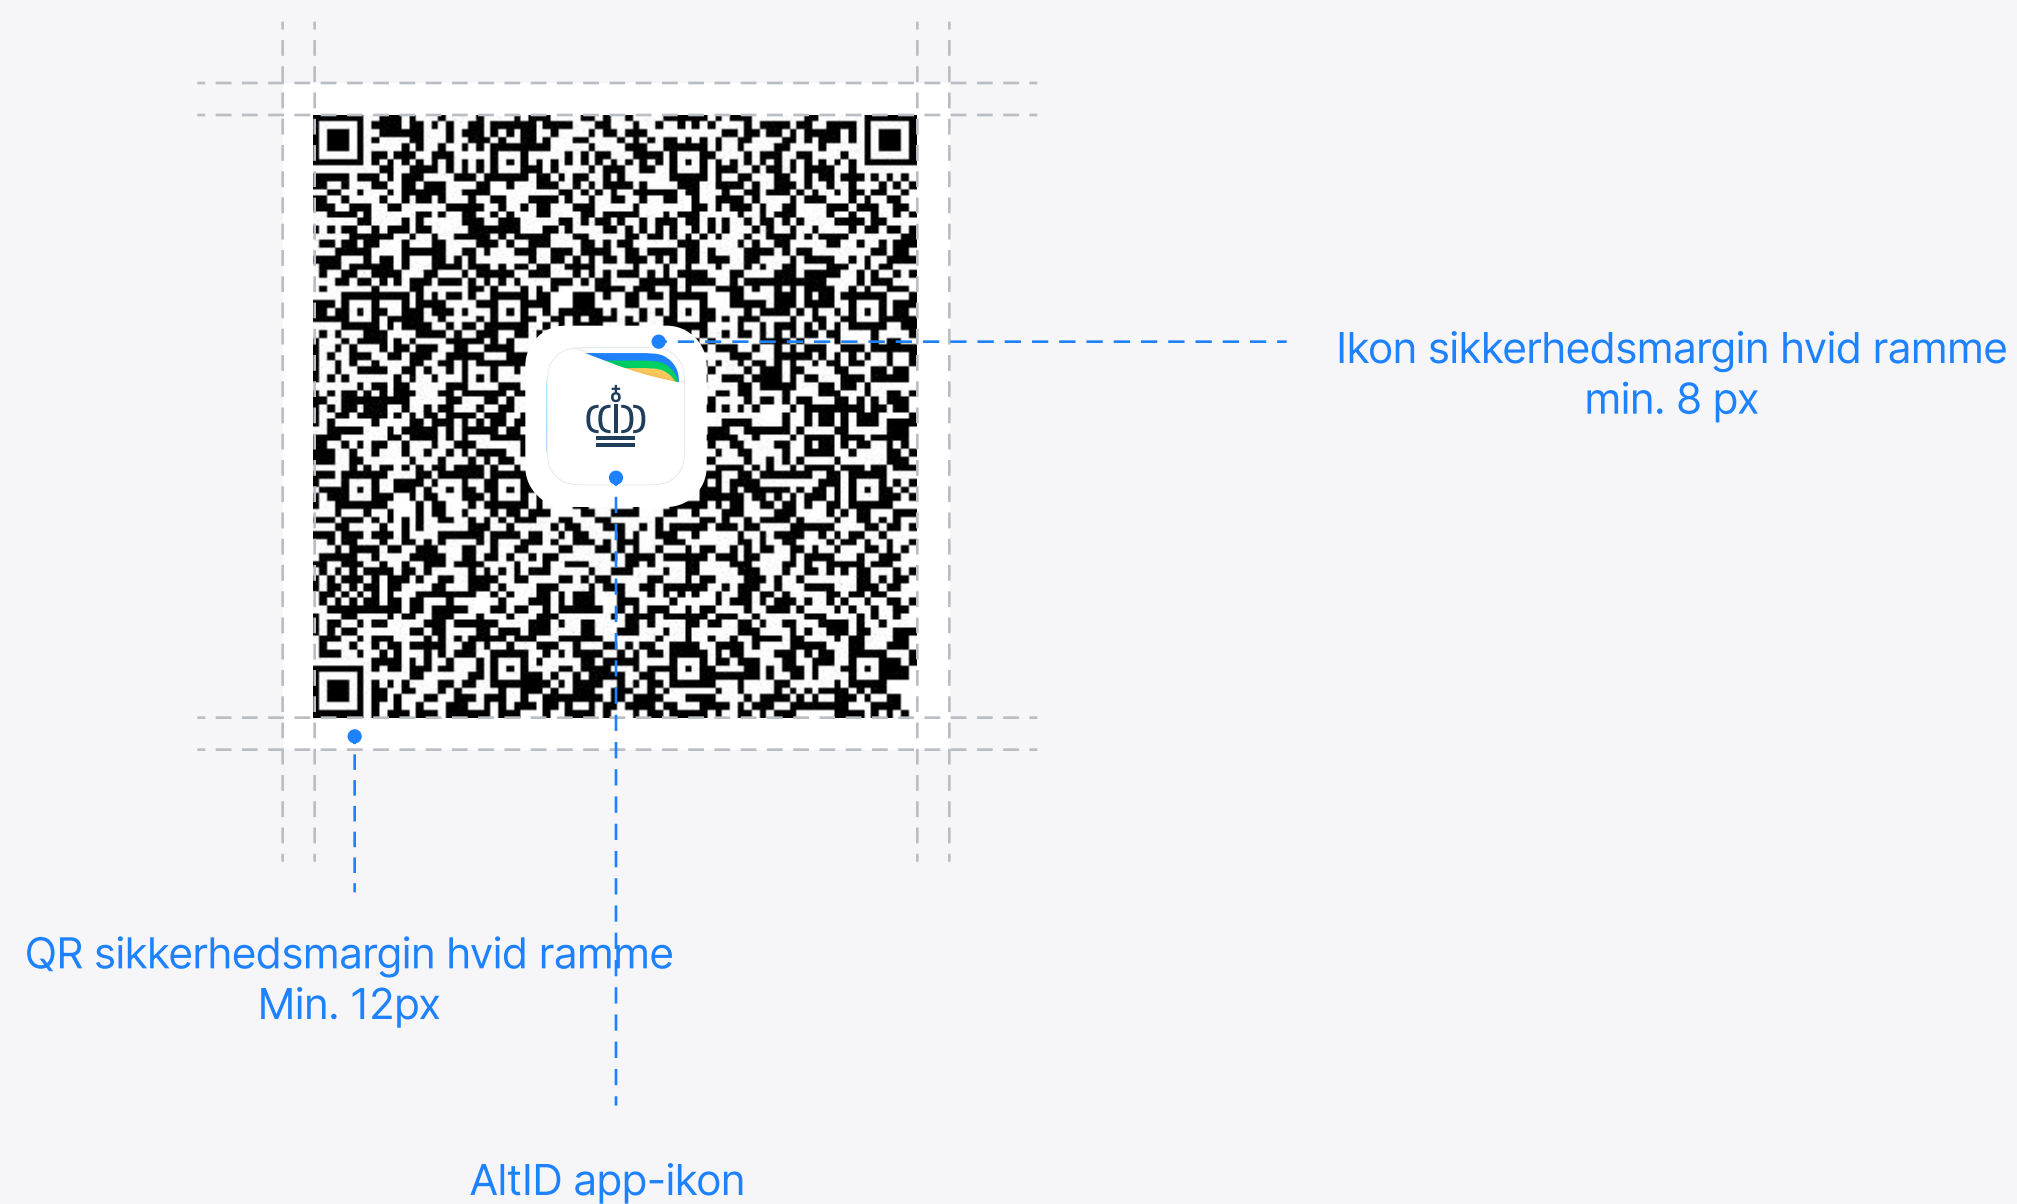 Ikon sikkerhedsmargin hvid ramme
min. 8 px
QR sikkerhedsmargin hvid ramme
Min. 12px
AltID app-ikon